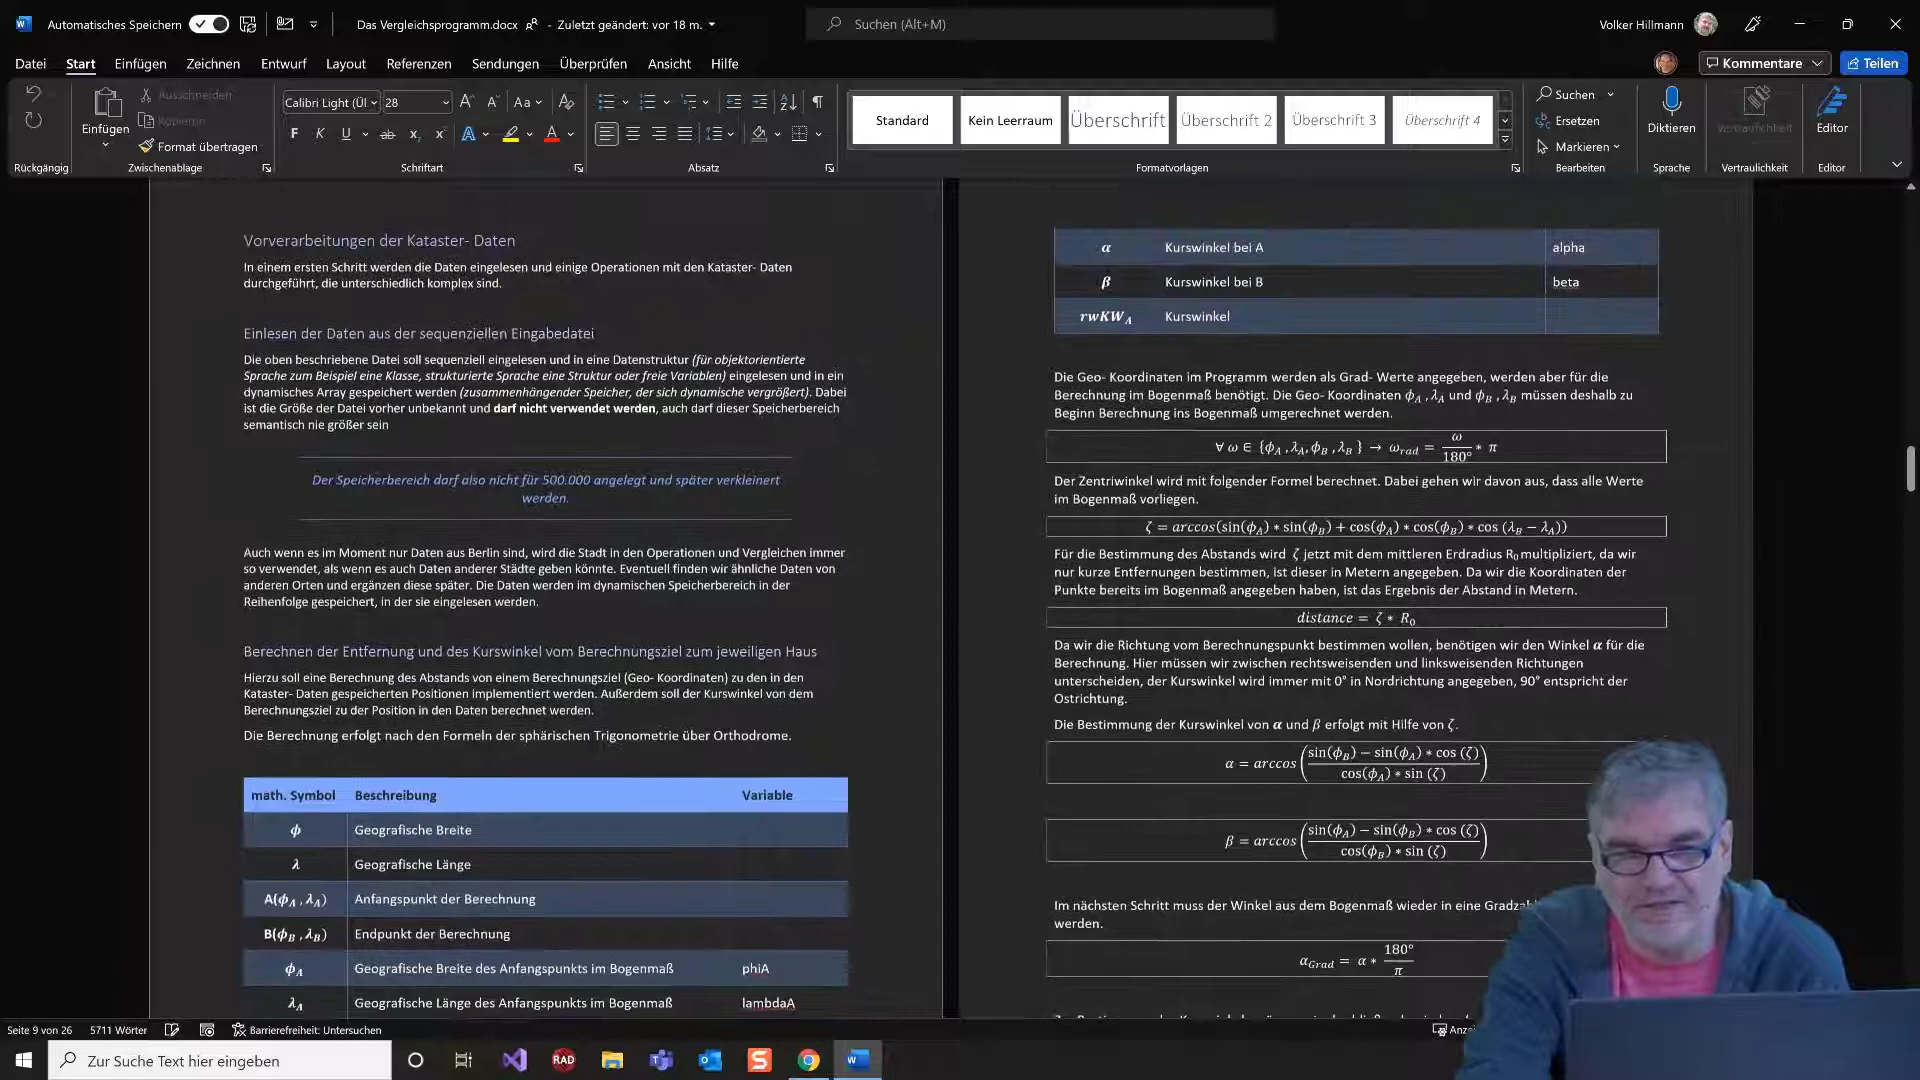 Automatisches Speichern
Das Vergleichsprogramm.docx
- Zuletzt geändert: vor 18 m.
Suchen (Alt+M)
Volker Hillmann
Datei
Start
Einfügen
Zeichnen
Entwurf
Layout
Referenzen
Sendungen
Überprüfen
Ansicht
Hilfe
Kommentare
Teilen
Einfügen
Ausschneiden
Kopieren
Format übertragen
Calibri Light (Ül
28
Standard
Kein Leerraum
Überschrift
Überschrift 2
Überschrift 3
Überschrift 4
Suchen
Ersetzen
Markieren
Diktieren
Vertraulichkeit
Editor
Rückgängig
Zwischenablage
Schriftart
Absatz
Formatvorlagen
Bearbeiten
Sprache
Vertraulichkeit
Editor
Vorverarbeitungen der Kataster- Daten
In einem ersten Schritt werden die Daten eingelesen und einige Operationen mit den Kataster- Daten
durchgeführt, die unterschiedlich komplex sind.
Einlesen der Daten aus der sequenziellen Eingabedatei
Die oben beschriebene Datei soll sequenziell eingelesen und in eine Datenstruktur (für objektorientierte
Sprache zum Beispiel eine Klasse, strukturierte Sprache eine Struktur oder freie Variablen) eingelesen und in ein
dynamisches Array gespeichert werden (zusammenhängender Speicher, der sich dynamische vergrößert). Dabei
ist die Größe der Datei vorher unbekannt und darf nicht verwendet werden, auch darf dieser Speicherbereich
semantisch nie größer sein
Der Speicherbereich darf also nicht für 500.000 angelegt und später verkleinert
werden.
Auch wenn es im Moment nur Daten aus Berlin sind, wird die Stadt in den Operationen und Vergleichen immer
so verwendet, als wenn es auch Daten anderer Städte geben könnte. Eventuell finden wir ähnliche Daten von
anderen Orten und ergänzen diese später. Die Daten werden im dynamischen Speicherbereich in der
Reihenfolge gespeichert, in der sie eingelesen werden.
Berechnen der Entfernung und des Kurswinkel vom Berechnungsziel zum jeweiligen Haus
Hierzu soll eine Berechnung des Abstands von einem Berechnungsziel (Geo- Koordinaten) zu den in den
Kataster- Daten gespeicherten Positionen implementiert werden. Außerdem soll der Kurswinkel von dem
Berechnungsziel zu der Position in den Daten berechnet werden.
Die Berechnung erfolgt nach den Formeln der sphärischen Trigonometrie über Orthodrome.
math. Symbol Beschreibung Variable
ϕ Geografische Breite
λ Geografische Länge
A(ϕA , λA) Anfangspunkt der Berechnung
B(ϕB , λB) Endpunkt der Berechnung
ϕA Geografische Breite des Anfangspunkts im Bogenmaß phiA
λA Geografische Länge des Anfangspunkts im Bogenmaß lambdaA
α Kurswinkel bei A alpha
β Kurswinkel bei B beta
rwKWA Kurswinkel
Die Geo- Koordinaten im Programm werden als Grad- Werte angegeben, werden aber für die
Berechnung im Bogenmaß benötigt. Die Geo- Koordinaten ϕA , λA und ϕB , λB müssen deshalb zu
Beginn Berechnung ins Bogenmaß umgerechnet werden.
∀ ω ∈ {ϕA , λA, ϕB , λB } → ωrad = ω/180° * π
Der Zentriwinkel wird mit folgender Formel berechnet. Dabei gehen wir davon aus, dass alle Werte
im Bogenmaß vorliegen.
ζ = arccos(sin(ϕA) * sin(ϕB) + cos(ϕA) * cos(ϕB) * cos (λB − λA))
Für die Bestimmung des Abstands wird ζ jetzt mit dem mittleren Erdradius R0 multipliziert, da wir
nur kurze Entfernungen bestimmen, ist dieser in Metern angegeben. Da wir die Koordinaten der
Punkte bereits im Bogenmaß angegeben haben, ist das Ergebnis der Abstand in Metern.
distance = ζ * R0
Da wir die Richtung vom Berechnungspunkt bestimmen wollen, benötigen wir den Winkel α für die
Berechnung. Hier müssen wir zwischen rechtsweisenden und linksweisenden Richtungen
unterscheiden, der Kurswinkel wird immer mit 0° in Nordrichtung angegeben, 90° entspricht der
Ostrichtung.
Die Bestimmung der Kurswinkel von α und β erfolgt mit Hilfe von ζ.
α = arccos((sin(ϕB) − sin(ϕA) * cos (ζ))/(cos(ϕA) * sin (ζ)))
β = arccos((sin(ϕA) − sin(ϕB) * cos (ζ))/(cos(ϕB) * sin (ζ)))
Im nächsten Schritt muss der Winkel aus dem Bogenmaß wieder in eine
werden.
αGrad = α * 180°/π
Seite 9 von 26
5711 Wörter
Barrierefreiheit: Untersuchen
Zur Suche Text hier eingeben
RAD